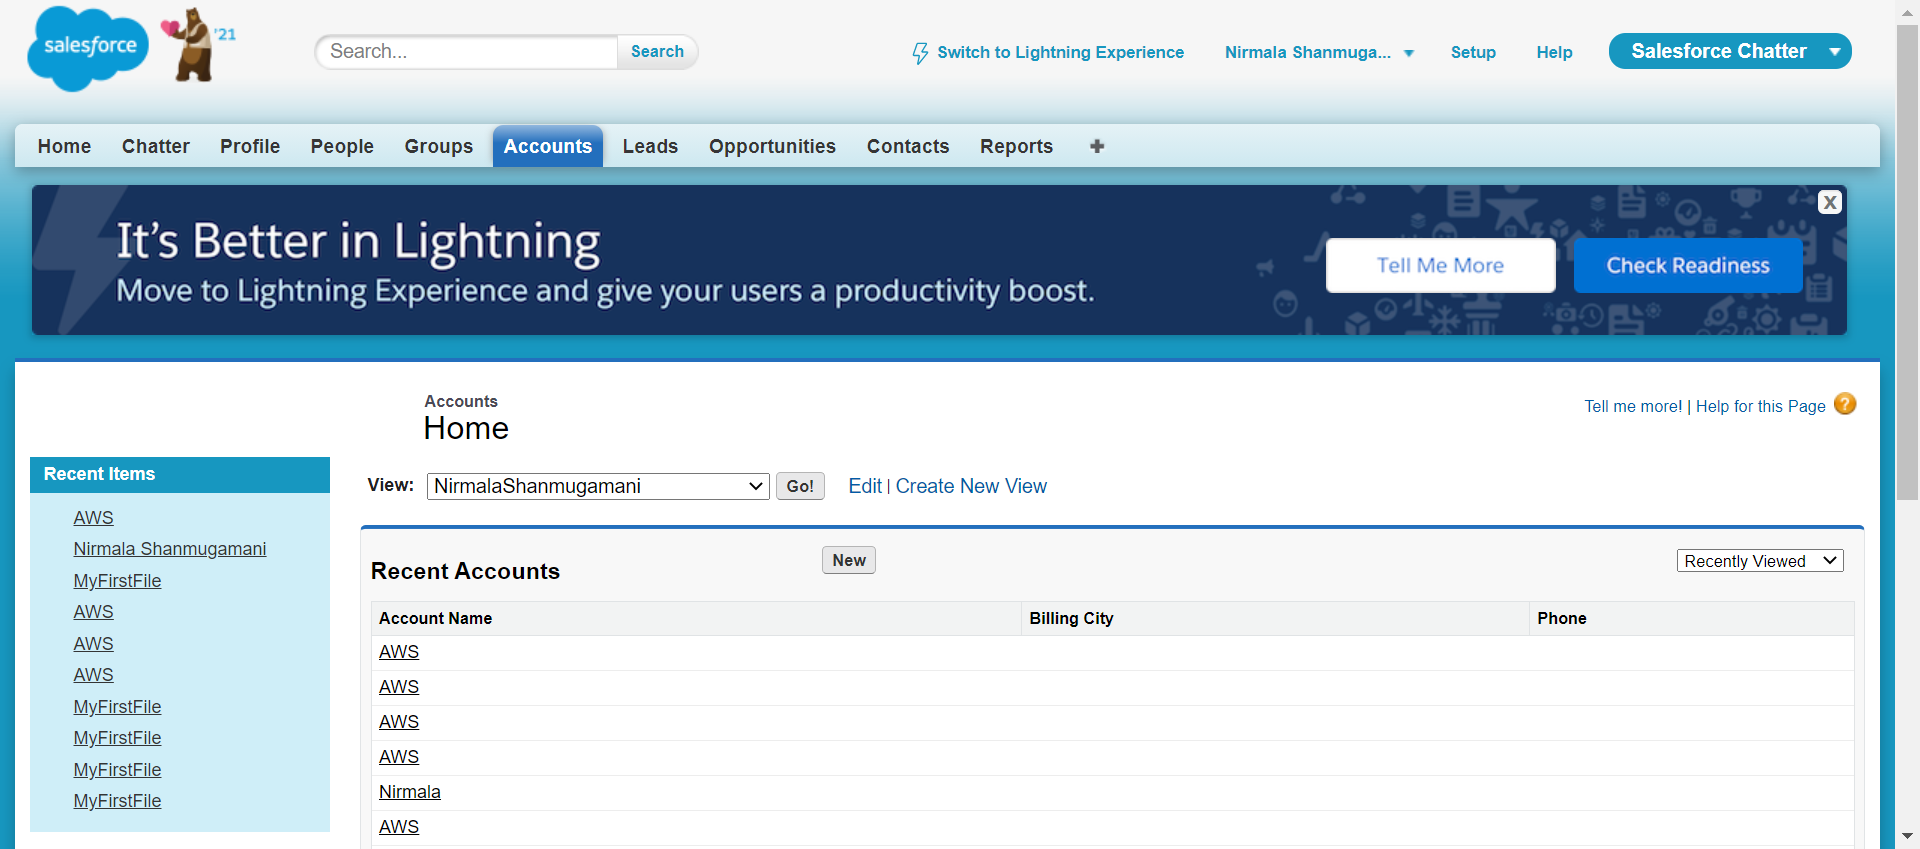 salesforce
'21
Search...
Search
Switch to Lightning Experience
Nirmala Shanmuga...
Setup
Help
Salesforce Chatter
Home
Chatter
Profile
People
Groups
Accounts
Leads
Opportunities
Contacts
Reports
+
It's Better in Lightning
Move to Lightning Experience and give your users a productivity boost.
Tell Me More
Check Readiness
X
Accounts
Home
Tell me more! | Help for this Page
?
Recent Items
AWS
Nirmala Shanmugamani
MyFirstFile
AWS
AWS
AWS
MyFirstFile
MyFirstFile
MyFirstFile
MyFirstFile
View:
NirmalaShanmugamani
Go!
Edit | Create New View
Recent Accounts
New
Recently Viewed
Account Name
Billing City
Phone
AWS
AWS
AWS
AWS
Nirmala
AWS